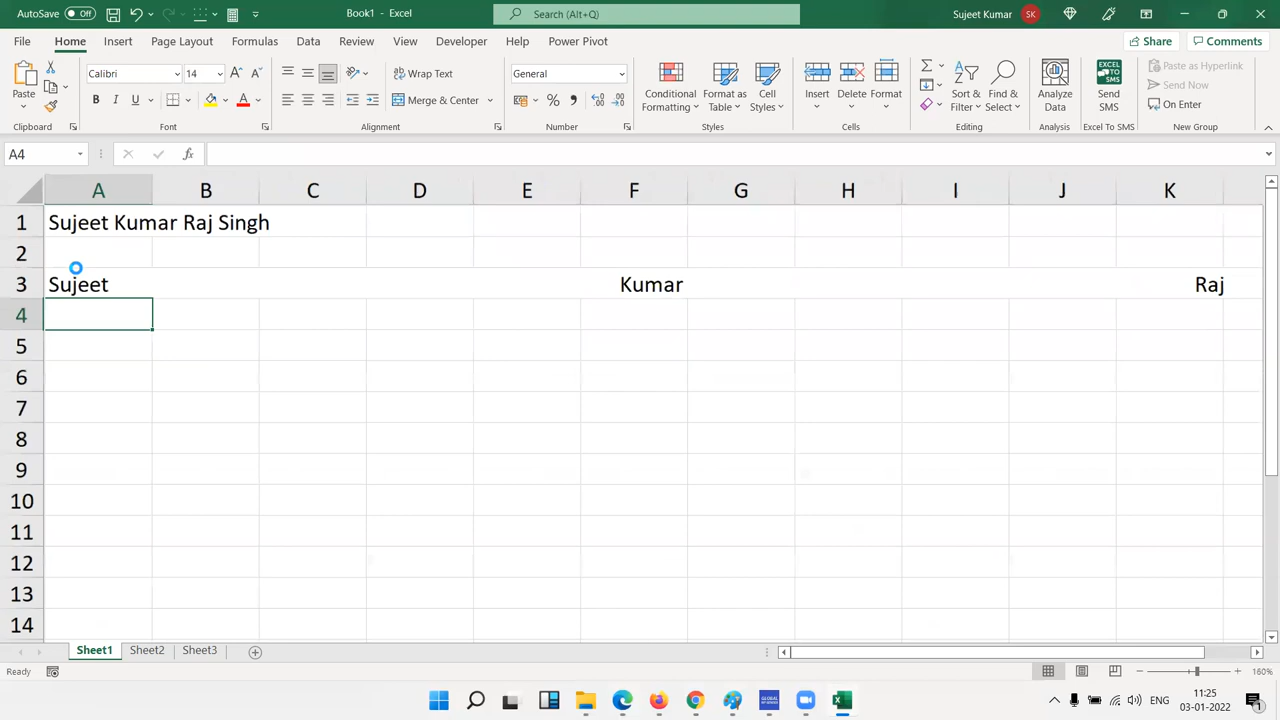 AutoSave Off Book1 - Excel Search (Alt+Q) Sujeet Kumar SK
File Home Insert Page Layout Formulas Data Review View Developer Help Power Pivot Share Comments
Paste Calibri 14 A A Wrap Text General Conditional Formatting Format as Table Cell Styles Insert Delete Format Sort & Filter Find & Select Analyze Data Send SMS Paste as Hyperlink
Send Now
B I U A Merge & Center % On Enter
Clipboard Font Alignment Number Styles Cells Editing Analysis Excel To SMS New Group
A4 fx
A B C D E F G H I J K
1 Sujeet Kumar Raj Singh
2
3 Sujeet Kumar Raj
4
5
6
7
8
9
10
11
12
13
14
Sheet1 Sheet2 Sheet3
Ready 160%
ENG 11:25
03-01-2022